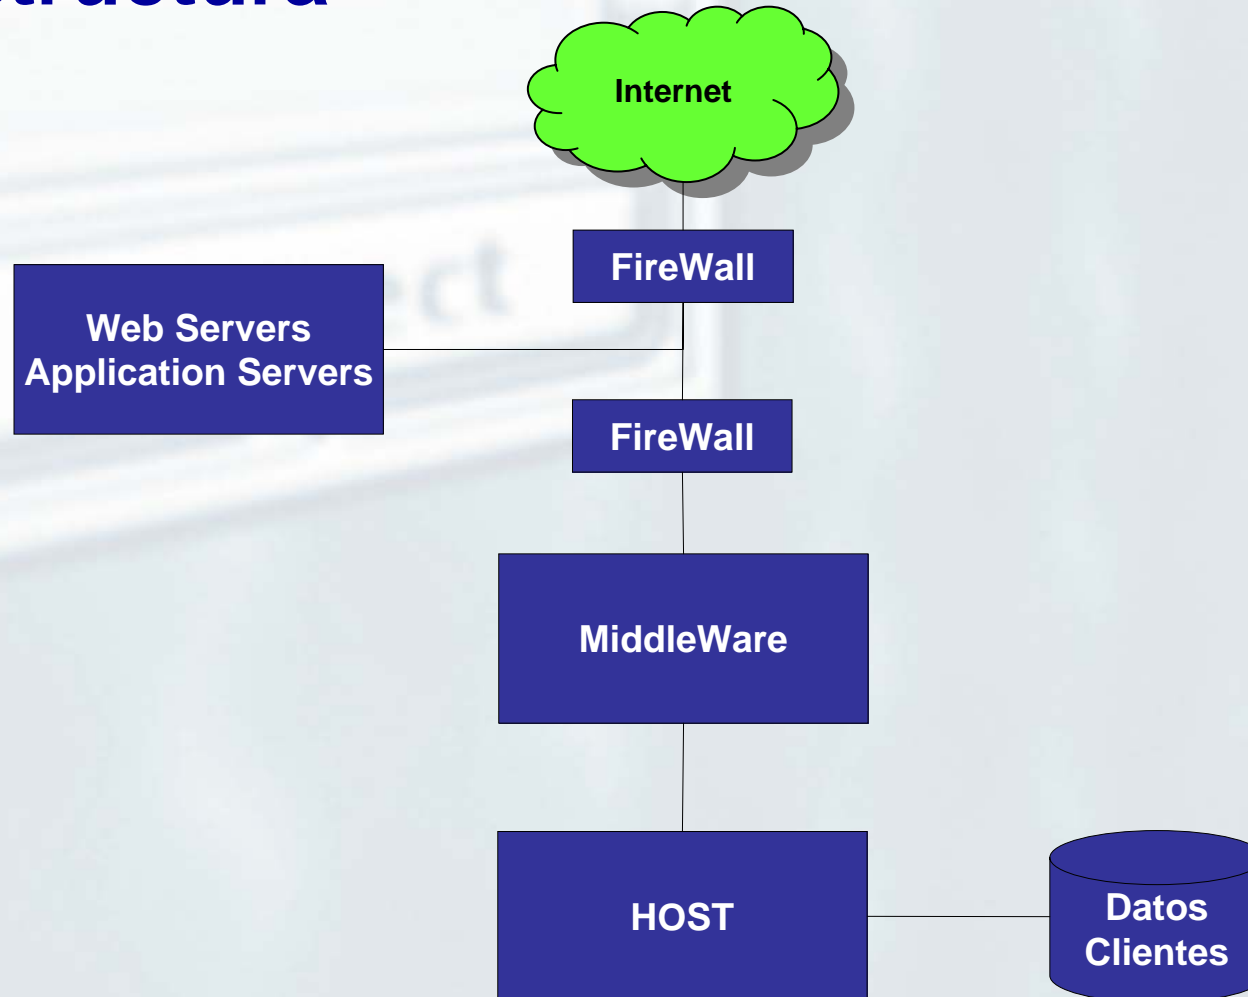 Internet
FireWall
Web Servers
Application Servers
FireWall
MiddleWare
HOST
Datos
Clientes